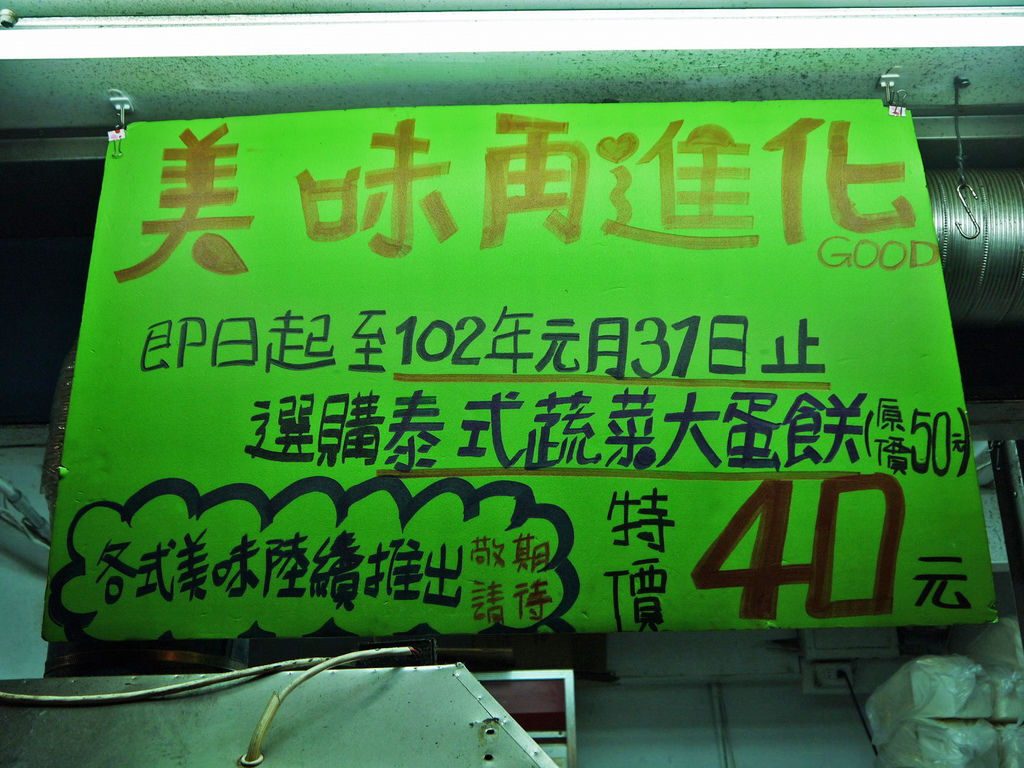 美味再進化
GOOD
即日起至102年元月31日止
選購泰式蔬菜大蛋餅(原價50元)
特價40元
各式美味陸續推出敬請期待